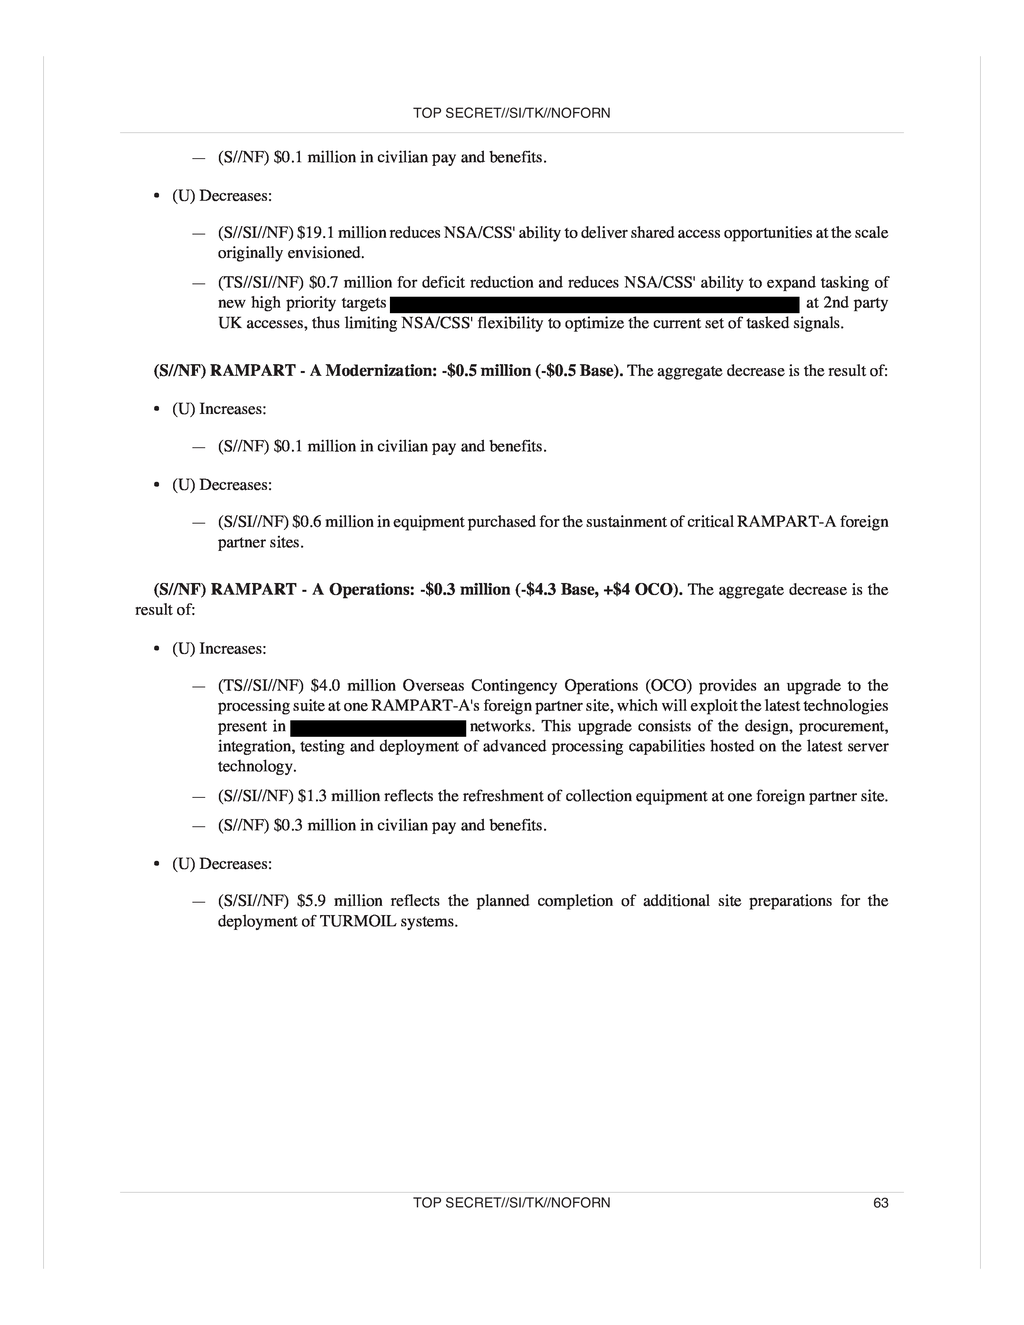 TOP SECRET//SI/TK//NOFORN
— (S//NF) $0.1 million in civilian pay and benefits.
• (U) Decreases:
— (S//SI//NF) $19.1 million reduces NSA/CSS' ability to deliver shared access opportunities at the scale
originally envisioned.
— (TS//SI//NF) $0.7 million for deficit reduction and reduces NSA/CSS' ability to expand tasking of
new high priority targets at 2nd party
UK accesses, thus limiting NSA/CSS' flexibility to optimize the current set of tasked signals.
(S//NF) RAMPART - A Modernization: -$0.5 million (-$0.5 Base). The aggregate decrease is the result of:
• (U) Increases:
— (S//NF) $0.1 million in civilian pay and benefits.
• (U) Decreases:
— (S/SI//NF) $0.6 million in equipment purchased for the sustainment of critical RAMPART-A foreign
partner sites.
(S//NF) RAMPART - A Operations: -$0.3 million (-$4.3 Base, +$4 OCO). The aggregate decrease is the
result of:
• (U) Increases:
— (TS//SI//NF) $4.0 million Overseas Contingency Operations (OCO) provides an upgrade to the
processing suite at one RAMPART-A's foreign partner site, which will exploit the latest technologies
present in networks. This upgrade consists of the design, procurement,
integration, testing and deployment of advanced processing capabilities hosted on the latest server
technology.
— (S//SI//NF) $1.3 million reflects the refreshment of collection equipment at one foreign partner site.
— (S//NF) $0.3 million in civilian pay and benefits.
• (U) Decreases:
— (S/SI//NF) $5.9 million reflects the planned completion of additional site preparations for the
deployment of TURMOIL systems.
TOP SECRET//SI/TK//NOFORN 63